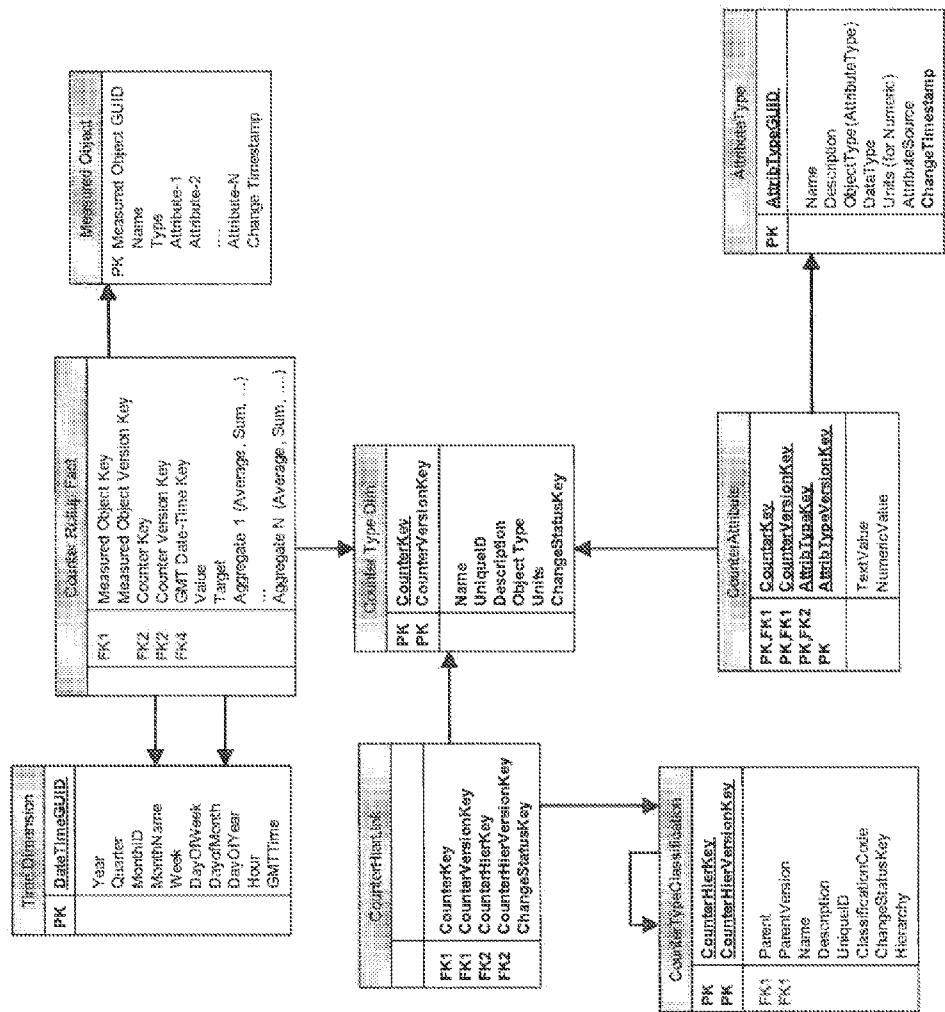 Measured Object
PK Measured Object GUID
Name
Type
Attribute-1
Attribute-2
...
Attribute-N
Change Timestamp
Counter Rollup Fact
FK1 Measured Object Key
Measured Object Version Key
FK2 Counter Key
FK2 Counter Version Key
FK4 GMT Date-Time Key
Value
Target
Aggregate 1 (Average, Sum, ...)
...
Aggregate N (Average, Sum, ....)
Time Dimension
PK DateTimeGUID
Year
Quarter
MonthID
MonthName
Week
DayOfWeek
DayofMonth
DayOfYear
Hour
GMTTime
AttributeType
PK AttribTypeGUID
Name
Description
ObjectType(AttributeType)
DataType
Units (for Numeric)
AttributeSource
ChangeTimestamp
Counter Type Dim
PK CounterKey
PK CounterVersionKey
Name
UniqueID
Description
Object Type
Units
ChangeStatusKey
CounterHierLink
FK1 CounterKey
FK1 CounterVersionKey
FK2 CounterHierKey
FK2 CounterHierVersionKey
ChangeStatusKey
CounterAttribute
PK,FK1 CounterKey
PK,FK1 CounterVersionKey
PK,FK2 AttribTypeKey
PK AttribTypeVersionKey
TextValue
NumericValue
CounterTypeClassification
PK CounterHierKey
PK CounterHierVersionKey
FK1 Parent
FK1 ParentVersion
Name
Description
UniqueID
ClassificationCode
ChangeStatusKey
Hierarchy